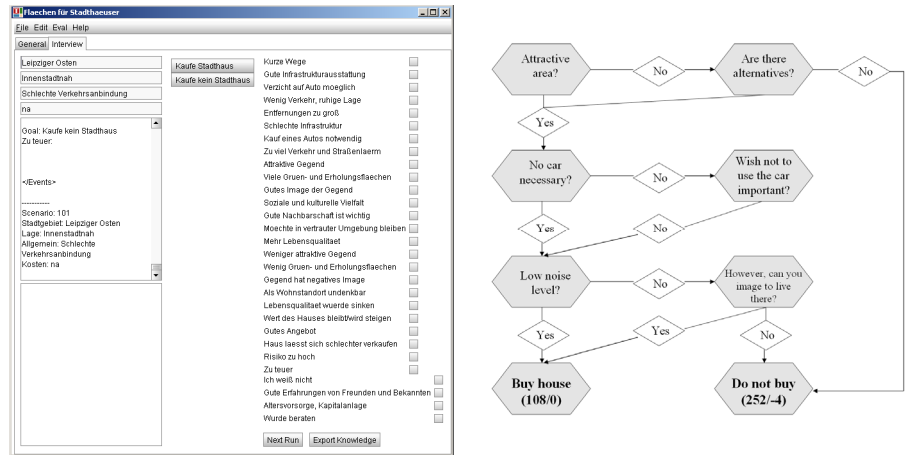 Flaechen für Stadthaeuser
File Edit Eval Help
General Interview
Leipziger Osten
Innenstadtnah
Schlechte Verkehrsanbindung
na
Goal: Kaufe kein Stadthaus
Zu teuer:
</Events>
-----------
Scenario: 101
Stadtgebiet: Leipziger Osten
Lage: Innenstadtnah
Allgemein: Schlechte
Verkehrsanbindung
Kosten: na
Kaufe Stadthaus
Kaufe kein Stadthaus
Kurze Wege
Gute Infrastrukturausstattung
Verzicht auf Auto moeglich
Wenig Verkehr, ruhige Lage
Entfernungen zu groß
Schlechte Infrastruktur
Kauf eines Autos notwendig
Zu viel Verkehr und Straßenlaerm
Attraktive Gegend
Viele Gruen- und Erholungsflaechen
Gutes Image der Gegend
Soziale und kulturelle Vielfalt
Gute Nachbarschaft ist wichtig
Moechte in vertrauter Umgebung bleiben
Mehr Lebensqualitaet
Weniger attraktive Gegend
Wenig Gruen- und Erholungsflaechen
Gegend hat negatives Image
Als Wohnstandort undenkbar
Lebensqualitaet wuerde sinken
Wert des Hauses bleibt/wird steigen
Gutes Angebot
Haus laesst sich schlechter verkaufen
Risiko zu hoch
Zu teuer
Ich weiß nicht
Gute Erfahrungen von Freunden und Bekannten
Altersvorsorge, Kapitalanlage
Wurde beraten
Next Run Export Knowledge
Attractive
area?
No
Are there
alternatives?
No
Yes
No car
necessary?
No
Wish not to
use the car
important?
Yes
No
Low noise
level?
No
However, can you
image to live
there?
Yes
Yes
No
Buy house
(108/0)
Do not buy
(252/-4)